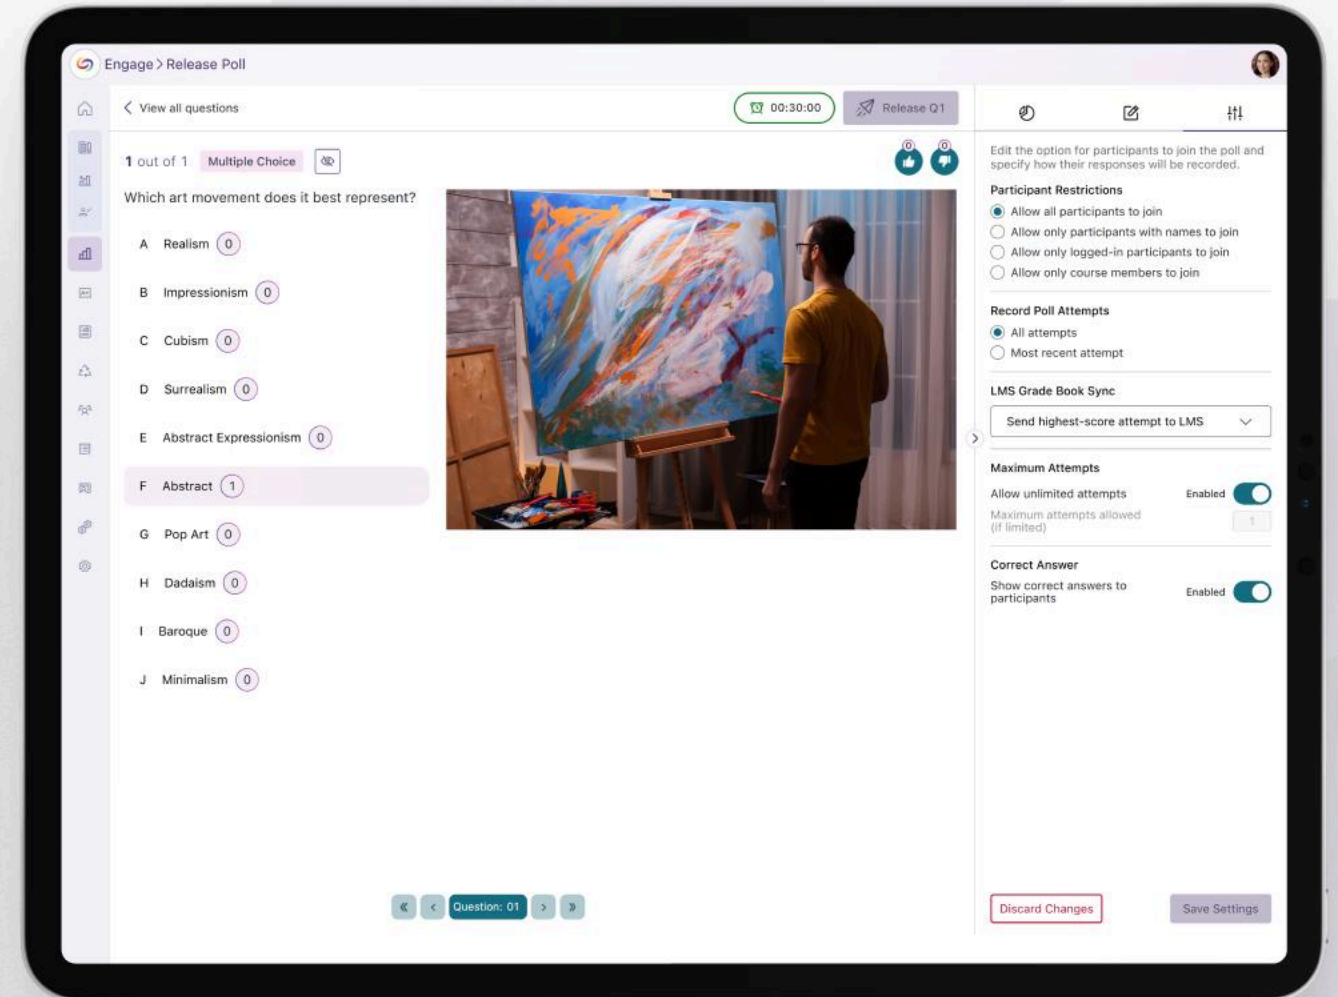 Engage > Release Poll
View all questions
00:30:00
Release Q1
1 out of 1
Multiple Choice
0
0
Which art movement does it best represent?
A Realism 0
B Impressionism 0
C Cubism 0
D Surrealism 0
E Abstract Expressionism 0
F Abstract 1
G Pop Art 0
H Dadaism 0
I Baroque 0
J Minimalism 0
« < Question: 01 > »
Edit the option for participants to join the poll and
specify how their responses will be recorded.
Participant Restrictions
Allow all participants to join
Allow only participants with names to join
Allow only logged-in participants to join
Allow only course members to join
Record Poll Attempts
All attempts
Most recent attempt
LMS Grade Book Sync
Send highest-score attempt to LMS
Maximum Attempts
Allow unlimited attempts
Enabled
Maximum attempts allowed
(if limited)
1
Correct Answer
Show correct answers to
participants
Enabled
Discard Changes
Save Settings